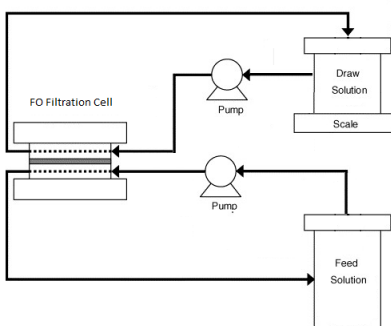 Draw
Solution
FO Filtration Cell
Pump
Scale
Pump
Feed
Solution